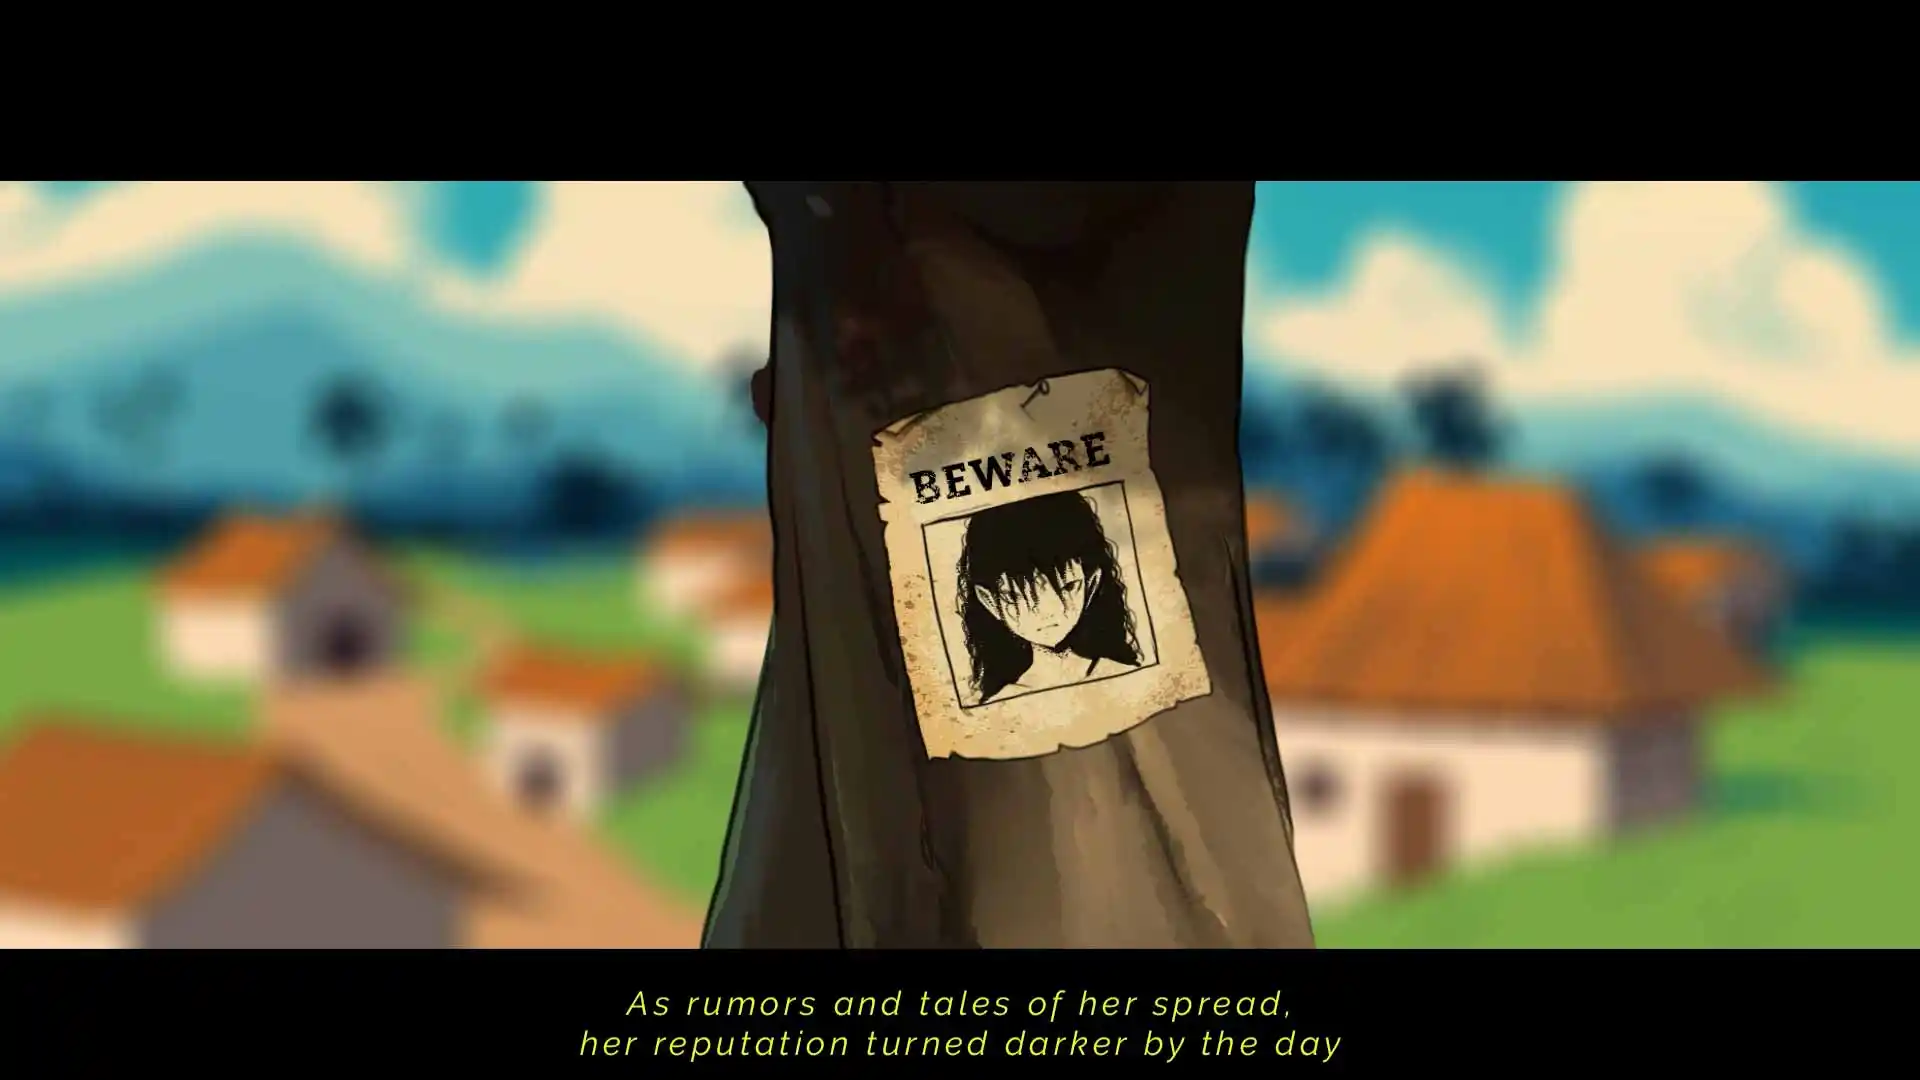 BEWARE
As rumors and tales of her spread,
her reputation turned darker by the day